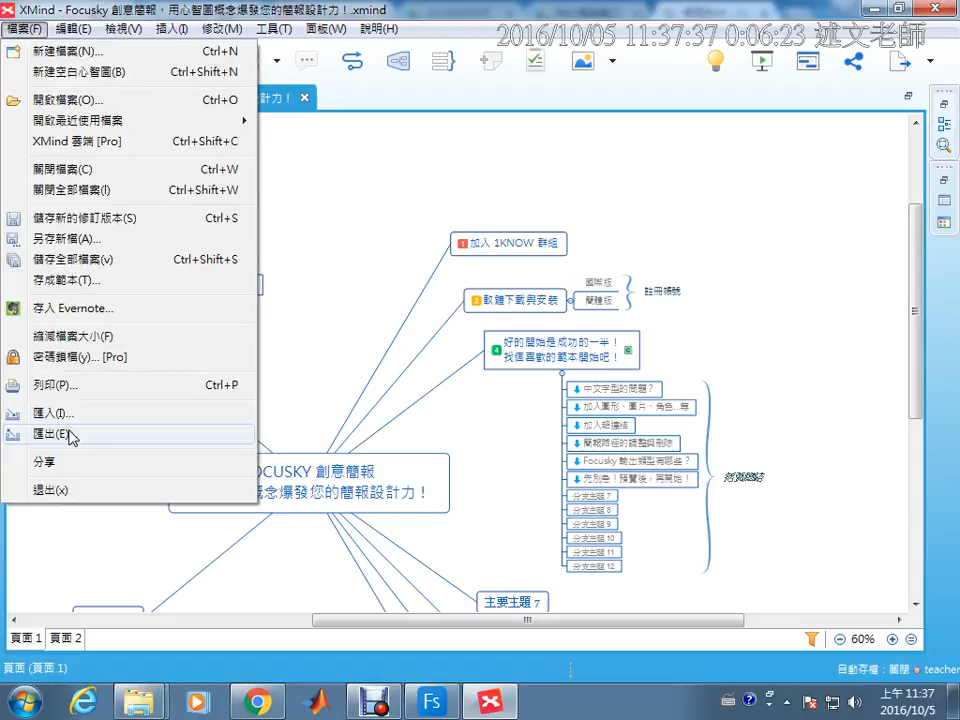 XMind - Focusky 創意簡報，用心智圖概念爆發您的簡報設計力！.xmind
檔案(F) 編輯(E) 檢視(V) 插入(I) 修改(M) 工具(T) 面板(W) 說明(H)
2016/10/05 11:37:37 0:06:23 述文老師
新建檔案(N)... Ctrl+N
新建空白心智圖(B) Ctrl+Shift+N
開啟檔案(O)... Ctrl+O
開啟最近使用檔案
XMind 雲端 [Pro] Ctrl+Shift+C
關閉檔案(C) Ctrl+W
關閉全部檔案(l) Ctrl+Shift+W
儲存新的修訂版本(S) Ctrl+S
另存新檔(A)...
儲存全部檔案(v) Ctrl+Shift+S
存成範本(T)...
存入 Evernote...
縮減檔案大小(F)
密碼鎖檔(y)... [Pro]
列印(P)... Ctrl+P
匯入(I)...
匯出(E)
分享
退出(x)
計力！
1 加入 1KNOW 群組
2 軟體下載與安裝
國際版
簡體版
註冊帳號
4 好的開始是成功的一半！
找個喜歡的範本開始吧！
中文字型的問題？
加入圖形、圖片、角色...等
加入超連結
簡報路徑的調整與刪除
Focusky 輸出類型有哪些？
先別急！預覽後，再開始！
分支主題 7
分支主題 8
分支主題 9
分支主題 10
分支主題 11
分支主題 12
OCUSKY 創意簡報
概念爆發您的簡報設計力！
主要主題 7
頁面 1 頁面 2
60%
頁面 (頁面 1)
自動存檔：關閉 teacher
Fs
上午 11:37
2016/10/5